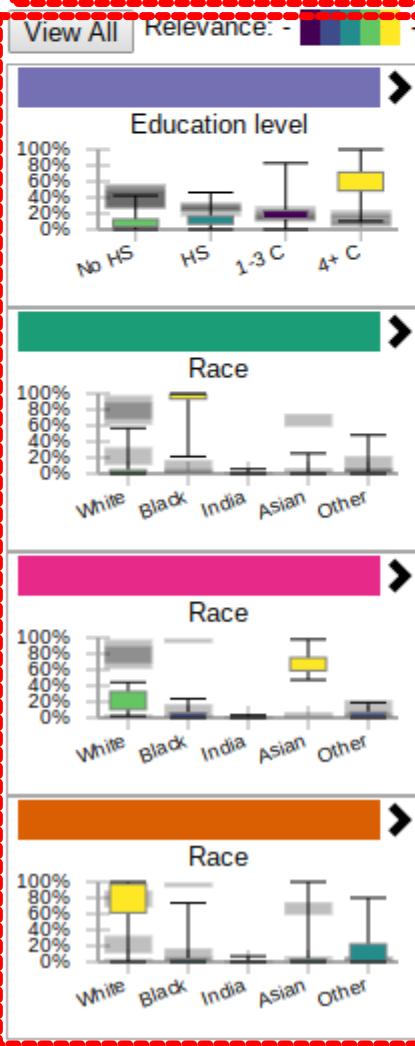 View All Relevance: - -
Education level
100%
80%
60%
40%
20%
0%
No HS HS 1-3 C 4+ C
Race
100%
80%
60%
40%
20%
0%
White Black India Asian Other
Race
100%
80%
60%
40%
20%
0%
White Black India Asian Other
Race
100%
80%
60%
40%
20%
0%
White Black India Asian Other